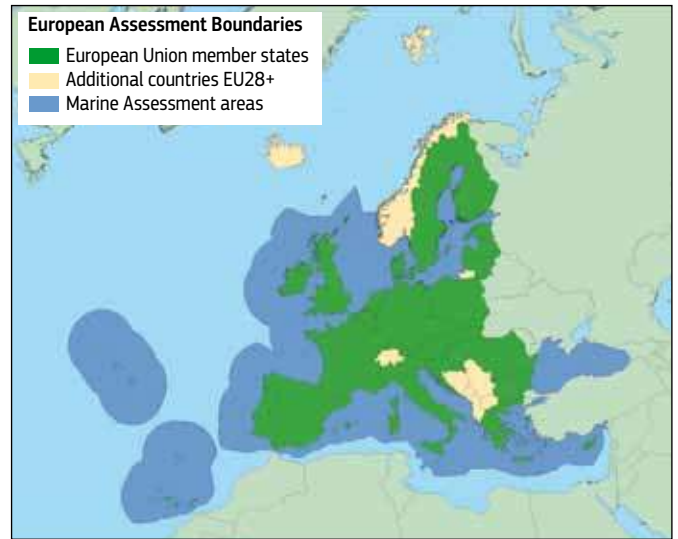 European Assessment Boundaries
European Union member states
Additional countries EU28+
Marine Assessment areas